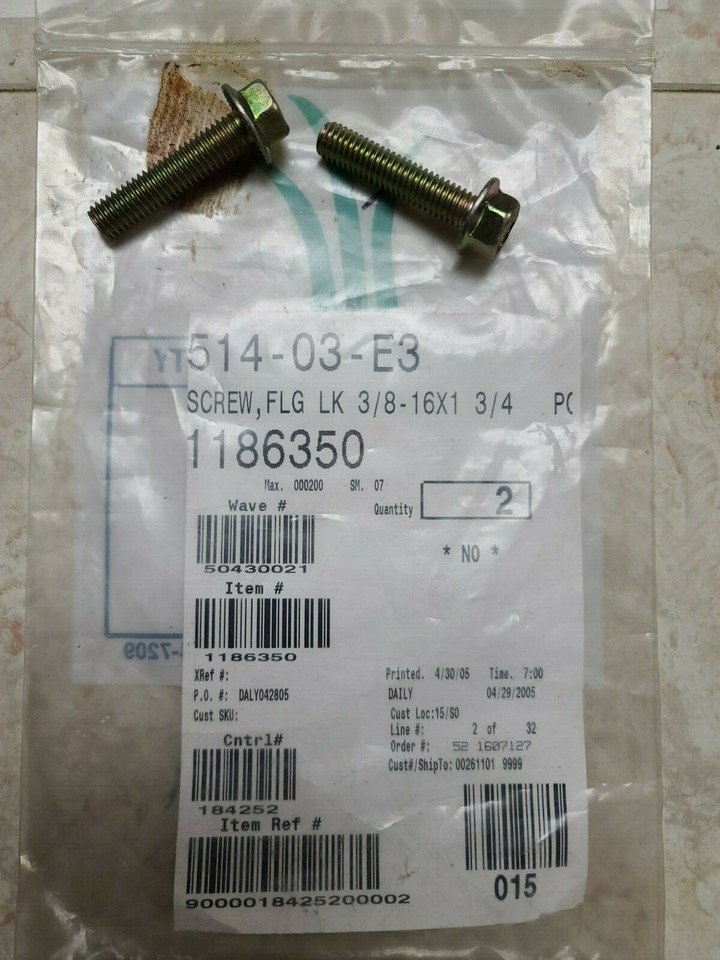 514-03-E3
SCREW,FLG LK 3/8-16X1 3/4 PC
1186350
Max. 000200 SM. 07
Wave #
Quantity 2
50430021
* NO *
Item #
1186350
XRef #:
P.O. #: DALY042805
Cust SKU:
Printed. 4/30/05 Time. 7:00
DAILY 04/29/2005
Cust Loc:15/SO
Line #: 2 of 32
Order #: 52 1607127
Cust#/ShipTo: 00261101 9999
Cntrl#
184252
Item Ref #
9000018425200002
015
TY
-7209